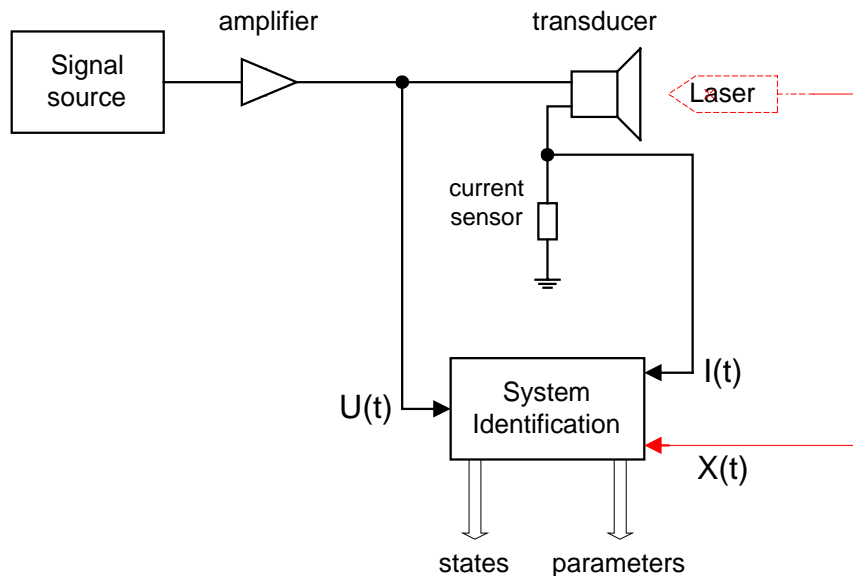 amplifier
transducer
Signal
source
Laser
current
sensor
System
Identification
I(t)
U(t)
X(t)
states
parameters